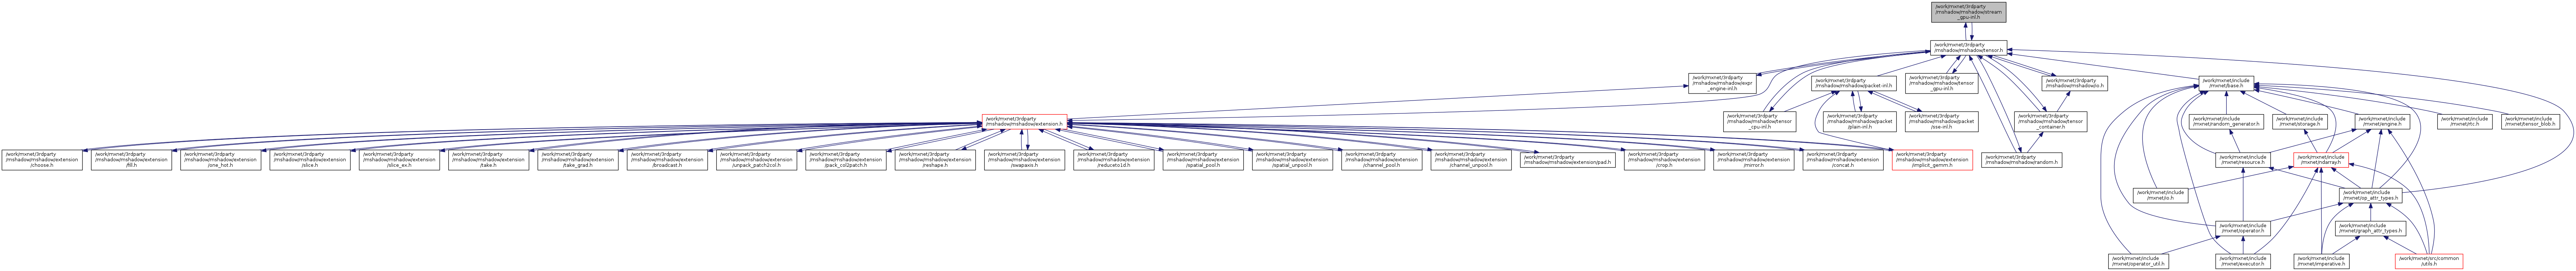 /work/mxnet/3rdparty
/mshadow/mshadow/stream
_gpu-inl.h
/work/mxnet/3rdparty
/mshadow/mshadow/tensor.h
/work/mxnet/3rdparty
/mshadow/mshadow/expr
_engine-inl.h
/work/mxnet/3rdparty
/mshadow/mshadow/packet-inl.h
/work/mxnet/3rdparty
/mshadow/mshadow/tensor
_gpu-inl.h
/work/mxnet/3rdparty
/mshadow/mshadow/io.h
/work/mxnet/include
/mxnet/base.h
/work/mxnet/3rdparty
/mshadow/mshadow/extension.h
/work/mxnet/3rdparty
/mshadow/mshadow/tensor
_cpu-inl.h
/work/mxnet/3rdparty
/mshadow/mshadow/packet
/plain-inl.h
/work/mxnet/3rdparty
/mshadow/mshadow/packet
/sse-inl.h
/work/mxnet/3rdparty
/mshadow/mshadow/tensor
_container.h
/work/mxnet/include
/mxnet/random_generator.h
/work/mxnet/include
/mxnet/storage.h
/work/mxnet/include
/mxnet/engine.h
/work/mxnet/include
/mxnet/rtc.h
/work/mxnet/include
/mxnet/tensor_blob.h
/work/mxnet/3rdparty
/mshadow/mshadow/extension
/choose.h
/work/mxnet/3rdparty
/mshadow/mshadow/extension
/fill.h
/work/mxnet/3rdparty
/mshadow/mshadow/extension
/one_hot.h
/work/mxnet/3rdparty
/mshadow/mshadow/extension
/slice.h
/work/mxnet/3rdparty
/mshadow/mshadow/extension
/slice_ex.h
/work/mxnet/3rdparty
/mshadow/mshadow/extension
/take.h
/work/mxnet/3rdparty
/mshadow/mshadow/extension
/take_grad.h
/work/mxnet/3rdparty
/mshadow/mshadow/extension
/broadcast.h
/work/mxnet/3rdparty
/mshadow/mshadow/extension
/unpack_patch2col.h
/work/mxnet/3rdparty
/mshadow/mshadow/extension
/pack_col2patch.h
/work/mxnet/3rdparty
/mshadow/mshadow/extension
/reshape.h
/work/mxnet/3rdparty
/mshadow/mshadow/extension
/swapaxis.h
/work/mxnet/3rdparty
/mshadow/mshadow/extension
/reduceto1d.h
/work/mxnet/3rdparty
/mshadow/mshadow/extension
/spatial_pool.h
/work/mxnet/3rdparty
/mshadow/mshadow/extension
/spatial_unpool.h
/work/mxnet/3rdparty
/mshadow/mshadow/extension
/channel_pool.h
/work/mxnet/3rdparty
/mshadow/mshadow/extension
/channel_unpool.h
/work/mxnet/3rdparty
/mshadow/mshadow/extension/pad.h
/work/mxnet/3rdparty
/mshadow/mshadow/extension
/crop.h
/work/mxnet/3rdparty
/mshadow/mshadow/extension
/mirror.h
/work/mxnet/3rdparty
/mshadow/mshadow/extension
/concat.h
/work/mxnet/3rdparty
/mshadow/mshadow/extension
/implicit_gemm.h
/work/mxnet/3rdparty
/mshadow/mshadow/random.h
/work/mxnet/include
/mxnet/resource.h
/work/mxnet/include
/mxnet/ndarray.h
/work/mxnet/include
/mxnet/io.h
/work/mxnet/include
/mxnet/op_attr_types.h
/work/mxnet/include
/mxnet/operator.h
/work/mxnet/include
/mxnet/graph_attr_types.h
/work/mxnet/include
/mxnet/operator_util.h
/work/mxnet/include
/mxnet/executor.h
/work/mxnet/include
/mxnet/imperative.h
/work/mxnet/src/common
/utils.h